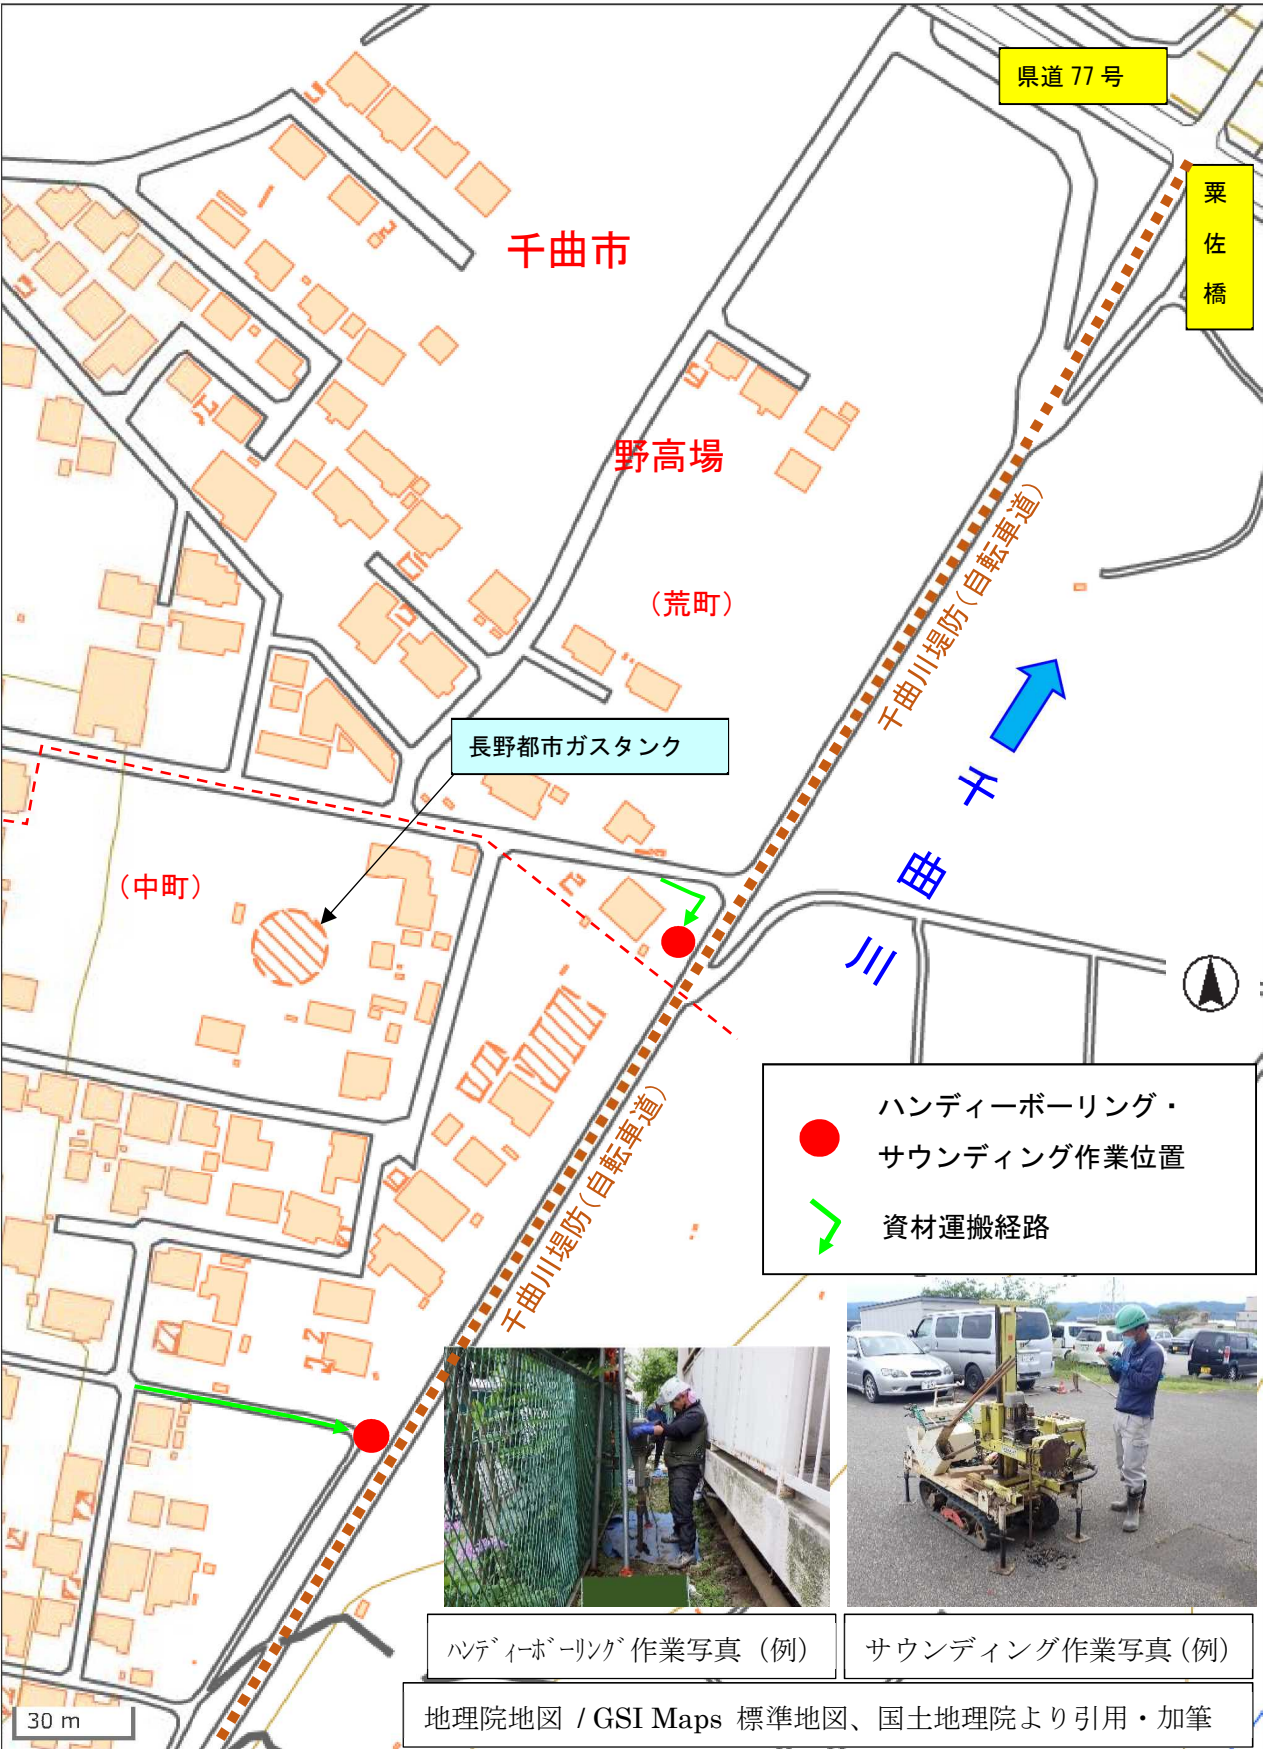 県道 77 号
粟佐橋
千曲市
野高場
（荒町）
千曲川堤防(自転車道)
長野都市ガスタンク
千曲川
（中町）
千曲川堤防(自転車道)
ハンディーボーリング・
サウンディング作業位置
資材運搬経路
ﾊﾝﾃﾞｨｰﾎﾞｰﾘﾝｸﾞ作業写真（例）
サウンディング作業写真（例）
30 m
地理院地図 / GSI Maps 標準地図、国土地理院より引用・加筆